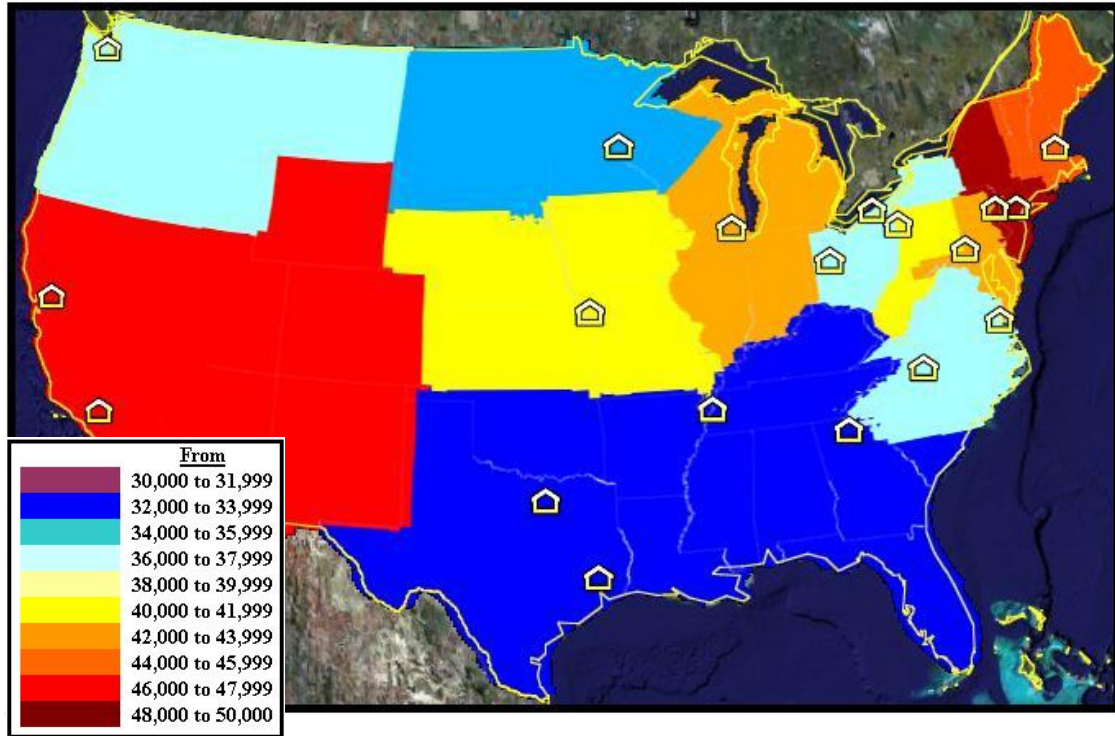 From
30,000 to 31,999
32,000 to 33,999
34,000 to 35,999
36,000 to 37,999
38,000 to 39,999
40,000 to 41,999
42,000 to 43,999
44,000 to 45,999
46,000 to 47,999
48,000 to 50,000